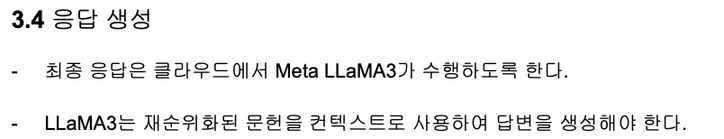 3.4 응답 생성
- 최종 응답은 클라우드에서 Meta LLaMA3가 수행하도록 한다.
- LLaMA3는 재순위화된 문헌을 컨텍스트로 사용하여 답변을 생성해야 한다.